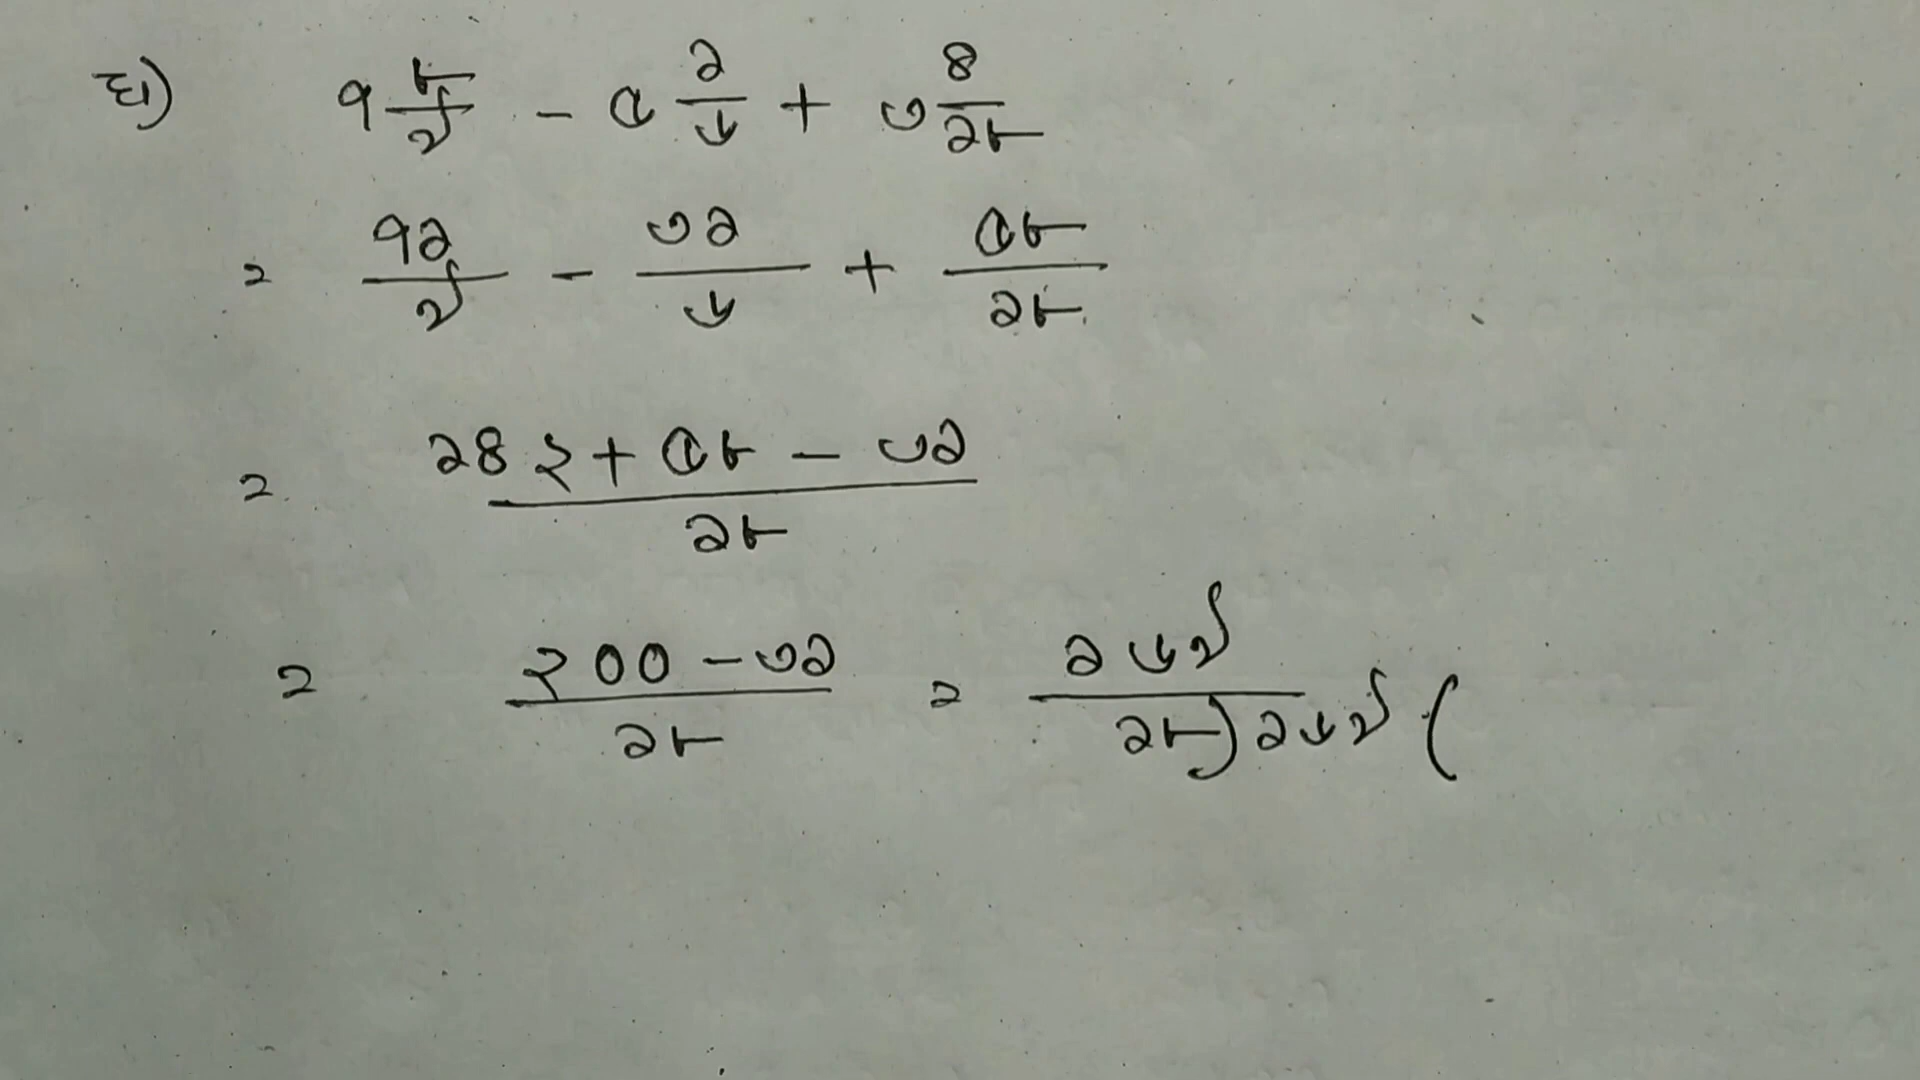 ঘ) ৭ ৮/৯ - ৫ ১/৬ + ৩ ৪/১৮
= ৭১/৯ - ৩১/৬ + ৫৮/১৮
= ১৪২ + ৫৮ - ৩১ / ১৮
= ২০০ - ৩১ / ১৮ = ১৬৯ / ১৮) ১৬৯ (